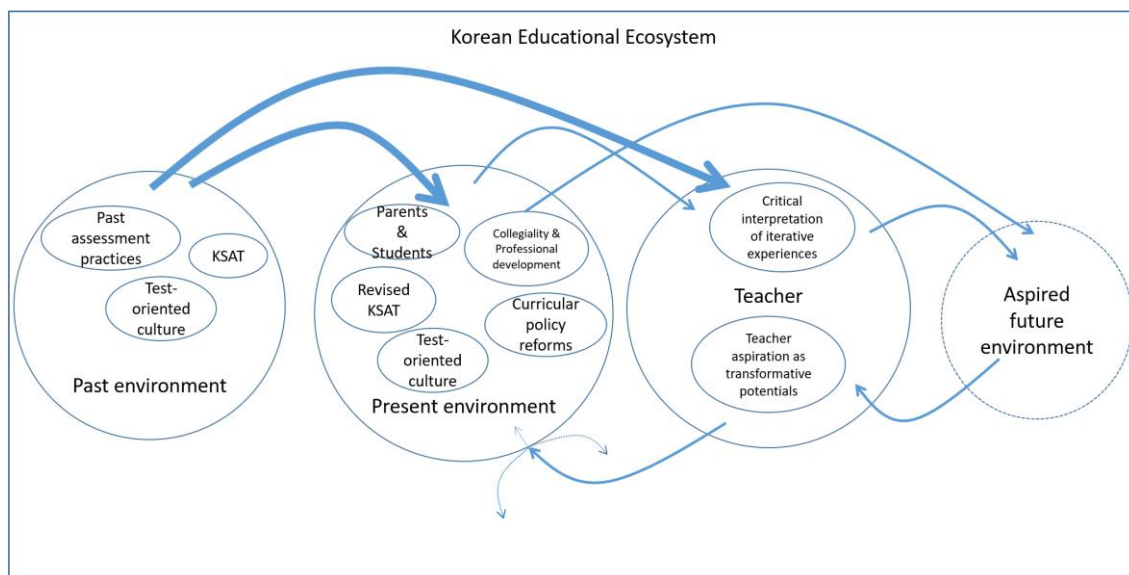 Korean Educational Ecosystem
Past
assessment
practices
KSAT
Test-
oriented
culture
Past environment
Parents
&
Students
Collegiality &
Professional
development
Revised
KSAT
Curricular
policy
reforms
Test-
oriented
culture
Present environment
Critical
interpretation
of iterative
experiences
Teacher
Teacher
aspiration as
transformative
potentials
Aspired
future
environment